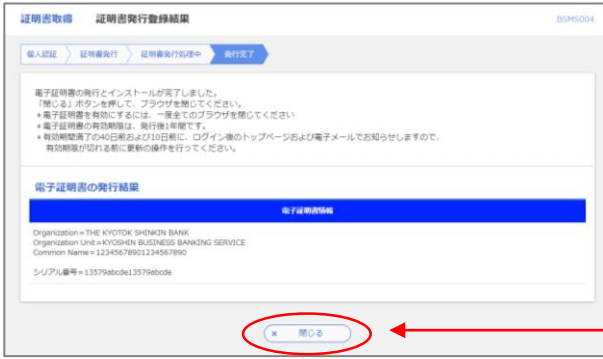 証明書取得 証明書発行登録結果 BSMS004
個人認証 証明書発行 証明書発行処理中 発行完了
電子証明書の発行とインストールが完了しました。
「閉じる」ボタンを押して、ブラウザを閉じてください。
*電子証明書を有効にするには、一度全てのブラウザを閉じてください
*電子証明書の有効期限は、発行後1年間です。
*有効期間満了の40日前および10日前に、ログイン後のトップページおよび電子メールでお知らせしますので、
有効期限が切れる前に更新の操作を行ってください。
電子証明書の発行結果
電子証明書情報
Organization=THE KYOTOK SHINKIN BANK
Organization Unit=KYOSHIN BUSINESS BANKING SERVICE
Common Name=12345678901234567890
シリアル番号=13579abcde13579abcde
× 閉じる